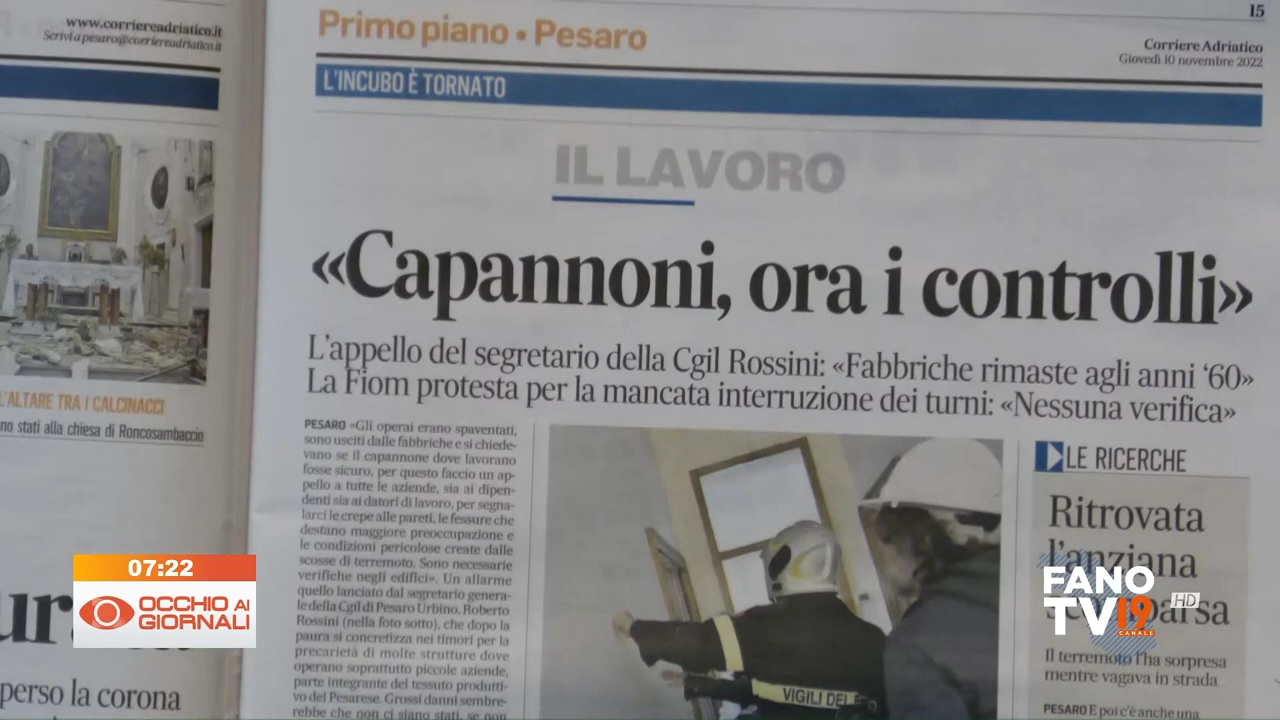 www.corriereadriatico.it
Scrivi a pesaro@corriereadriatico.it
15
Primo piano • Pesaro
Corriere Adriatico
Giovedì 10 novembre 2022
L'INCUBO È TORNATO
IL LAVORO
«Capannoni, ora i controlli»
L'appello del segretario della Cgil Rossini: «Fabbriche rimaste agli anni '60»
La Fiom protesta per la mancata interruzione dei turni: «Nessuna verifica»
L'ALTARE TRA I CALCINACCI
no stati alla chiesa di Roncosambaccio
perso la corona
PESARO «Gli operai erano spaventati,
sono usciti dalle fabbriche e si chiede-
vano se il capannone dove lavorano
fosse sicuro, per questo faccio un ap-
pello a tutte le aziende, sia ai dipen-
denti sia ai datori di lavoro, per segna-
larci le crepe alle pareti, le fessure che
destano maggiore preoccupazione e
le condizioni pericolose create dalle
scosse di terremoto. Sono necessarie
verifiche negli edifici». Un allarme
quello lanciato dal segretario genera-
le della Cgil di Pesaro Urbino, Roberto
Rossini (nella foto sotto), che dopo la
paura si concretizza nei timori per la
precarietà di molte strutture dove
operano soprattutto piccole aziende,
parte integrante del tessuto produtti-
vo del Pesarese. Grossi danni sembre-
rebbe che non ci siano stati, se non
VIGILI DEL
LE RICERCHE
Ritrovata
l'anziana
Il terremoto l'ha sorpresa
mentre vagava in strada
PESARO E poi c'è anche una
07:22
OCCHIO AI
GIORNALI
FANO
TV 19 HD
CANALE